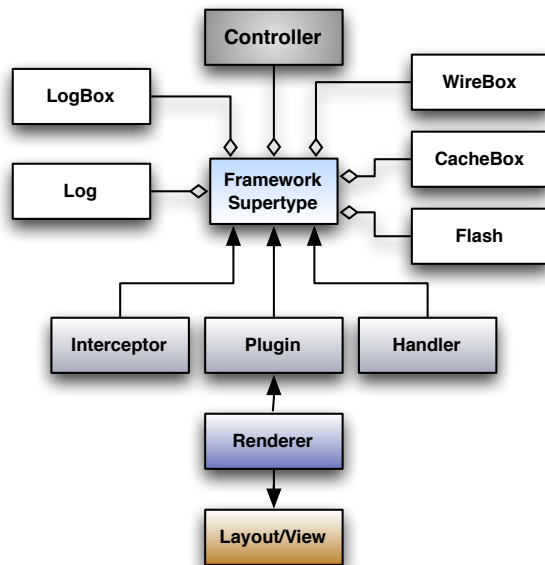 Controller
LogBox
WireBox
Log
Framework
Supertype
CacheBox
Flash
Interceptor
Plugin
Handler
Renderer
Layout/View